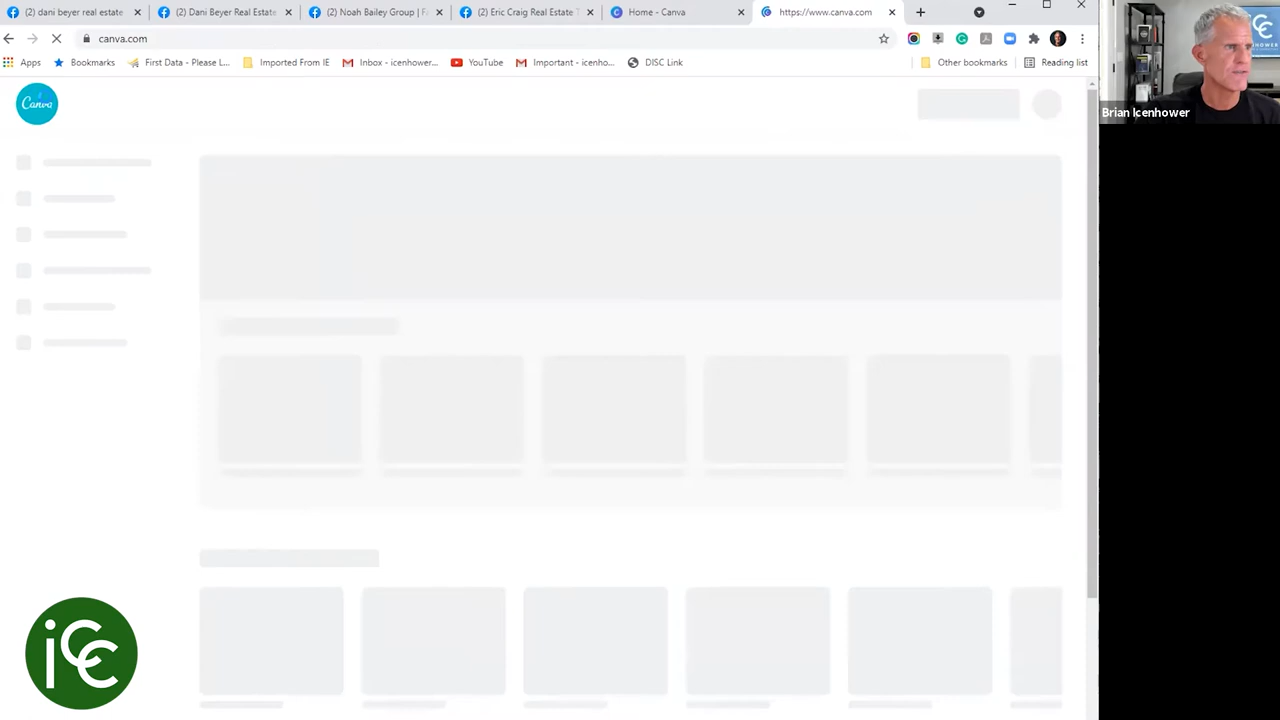 (2) dani beyer real estate
(2) Dani Beyer Real Estate
(2) Noah Bailey Group | F
(2) Eric Craig Real Estate T
Home - Canva
https://www.canva.com
canva.com
Apps
Bookmarks
First Data - Please L...
Imported From IE
Inbox - icenhower...
YouTube
Important - icenho...
DISC Link
Other bookmarks
Reading list
Canva
Brian Icenhower
iCC